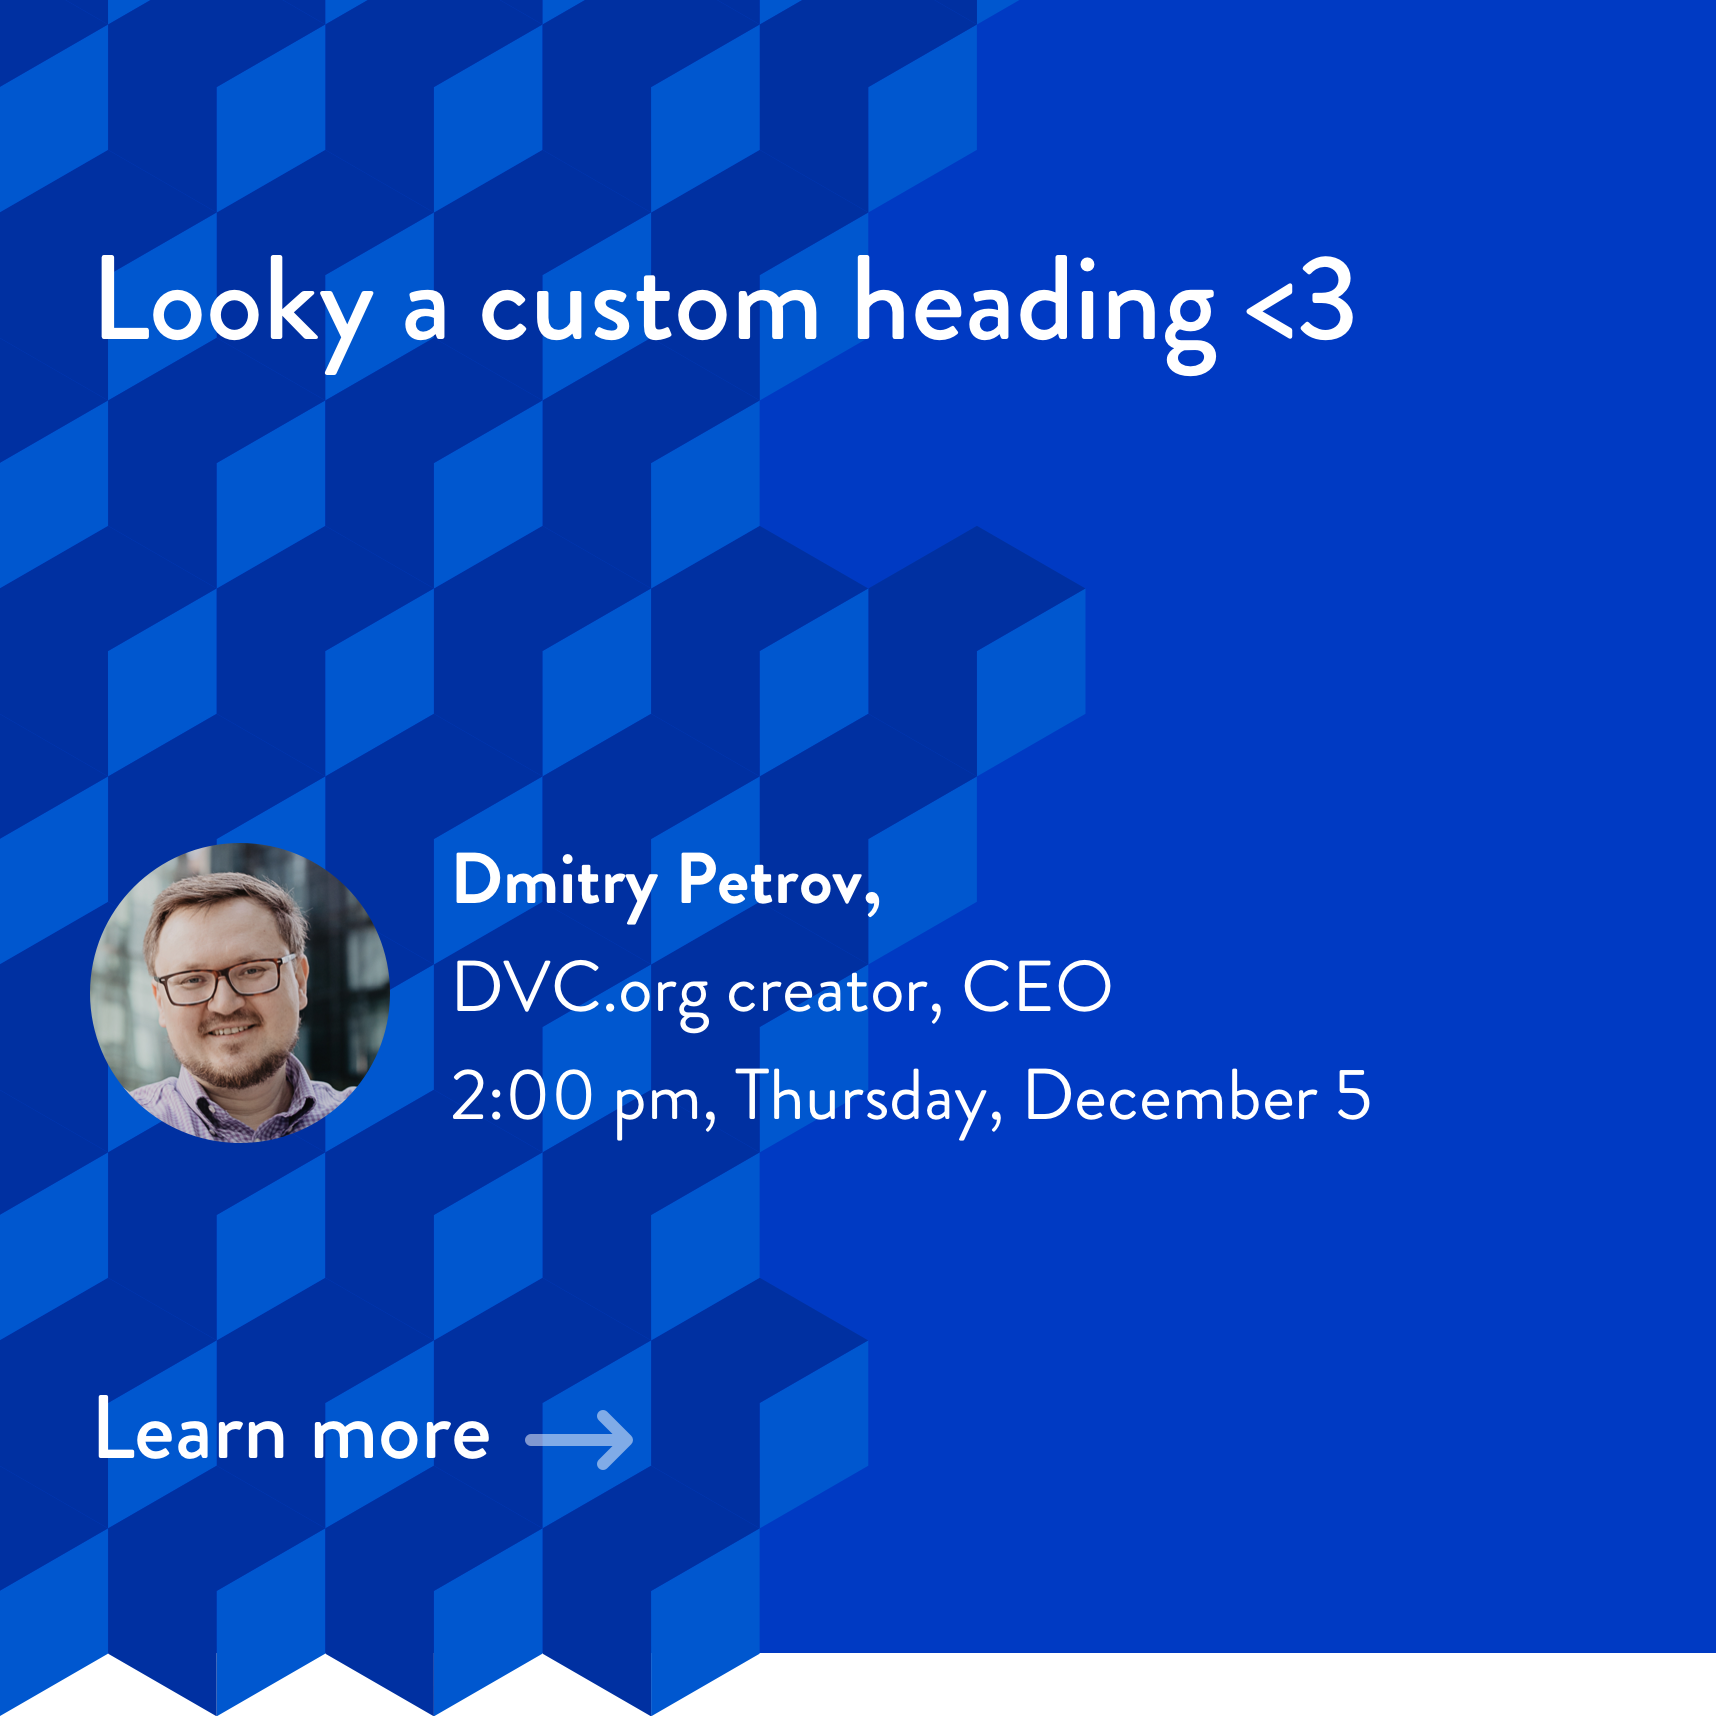 Looky a custom heading <3
Dmitry Petrov,
DVC.org creator, CEO
2:00 pm, Thursday, December 5
Learn more →